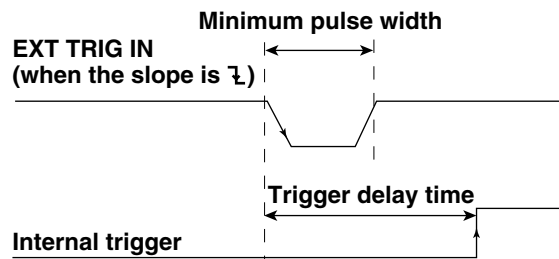 Minimum pulse width
EXT TRIG IN
(when the slope is )
Trigger delay time
Internal trigger